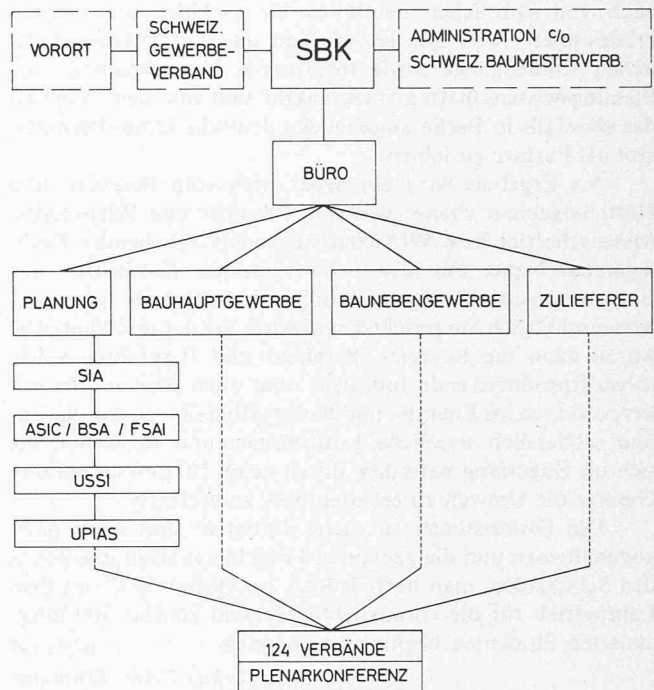 VORORT
SCHWEIZ.
GEWERBE-
VERBAND
SBK
ADMINISTRATION c/o
SCHWEIZ. BAUMEISTERVERB.
BÜRO
PLANUNG
BAUHAUPTGEWERBE
BAUNEBENGEWERBE
ZULIEFERER
SIA
ASIC / BSA / FSAI
USSI
UPIAS
124 VERBÄNDE
PLENARKONFERENZ